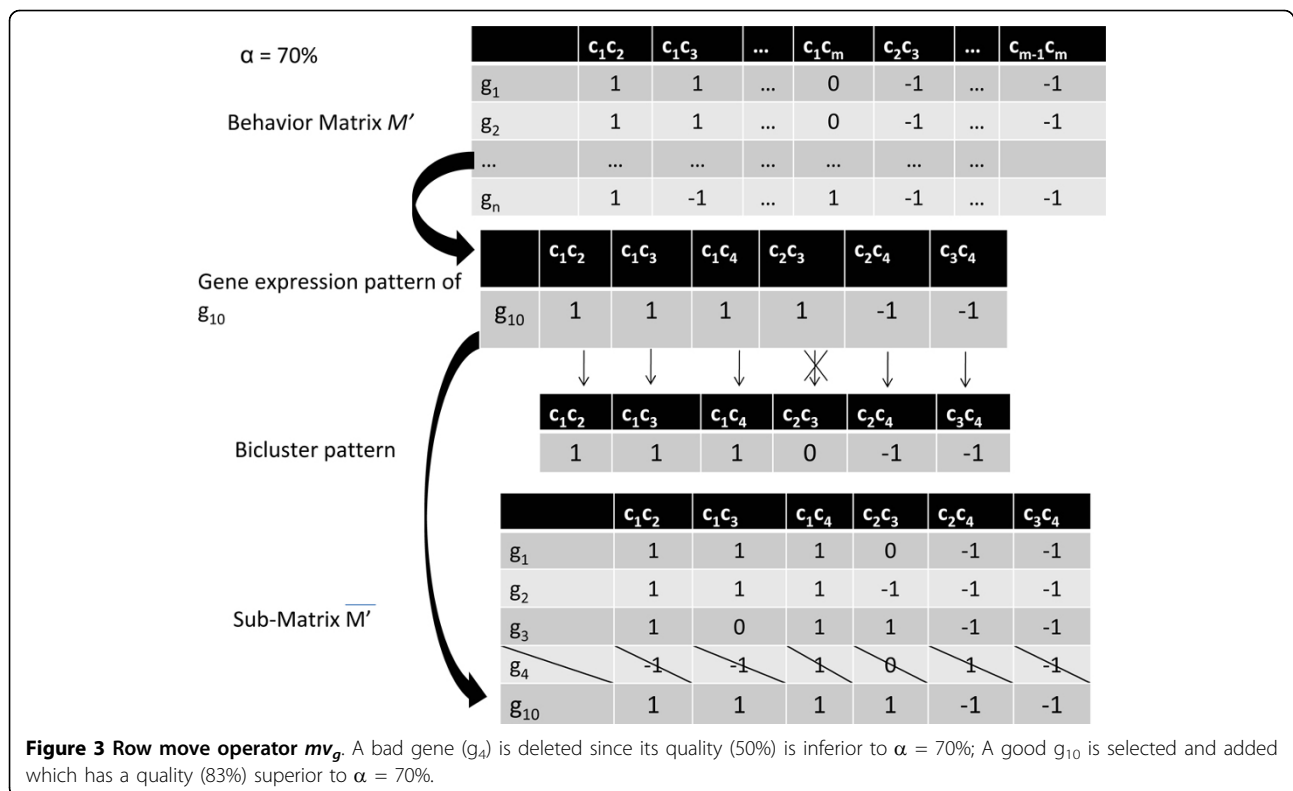 α = 70%
c₁c₂ c₁c₃ ... c₁cₘ c₂c₃ ... cₘ₋₁cₘ
g₁ 1 1 ... 0 -1 ... -1
Behavior Matrix M'
g₂ 1 1 ... 0 -1 ... -1
... ... ... ... ... ... ...
gₙ 1 -1 ... 1 -1 ... -1
c₁c₂ c₁c₃ c₁c₄ c₂c₃ c₂c₄ c₃c₄
Gene expression pattern of
g₁₀
g₁₀ 1 1 1 1 -1 -1
c₁c₂ c₁c₃ c₁c₄ c₂c₃ c₂c₄ c₃c₄
Bicluster pattern
1 1 1 0 -1 -1
c₁c₂ c₁c₃ c₁c₄ c₂c₃ c₂c₄ c₃c₄
g₁ 1 1 1 0 -1 -1
g₂ 1 1 1 -1 -1 -1
Sub-Matrix M̅'̅
g₃ 1 0 1 1 -1 -1
g₄ -1 -1 1 0 1 -1
g₁₀ 1 1 1 1 -1 -1
Figure 3 Row move operator mv_g. A bad gene (g₄) is deleted since its quality (50%) is inferior to α = 70%; A good g₁₀ is selected and added
which has a quality (83%) superior to α = 70%.